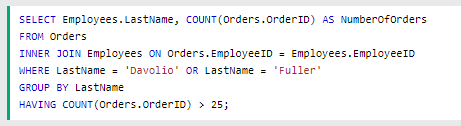 SELECT Employees.LastName, COUNT(Orders.OrderID) AS NumberOfOrders
FROM Orders
INNER JOIN Employees ON Orders.EmployeeID = Employees.EmployeeID
WHERE LastName = 'Davolio' OR LastName = 'Fuller'
GROUP BY LastName
HAVING COUNT(Orders.OrderID) > 25;